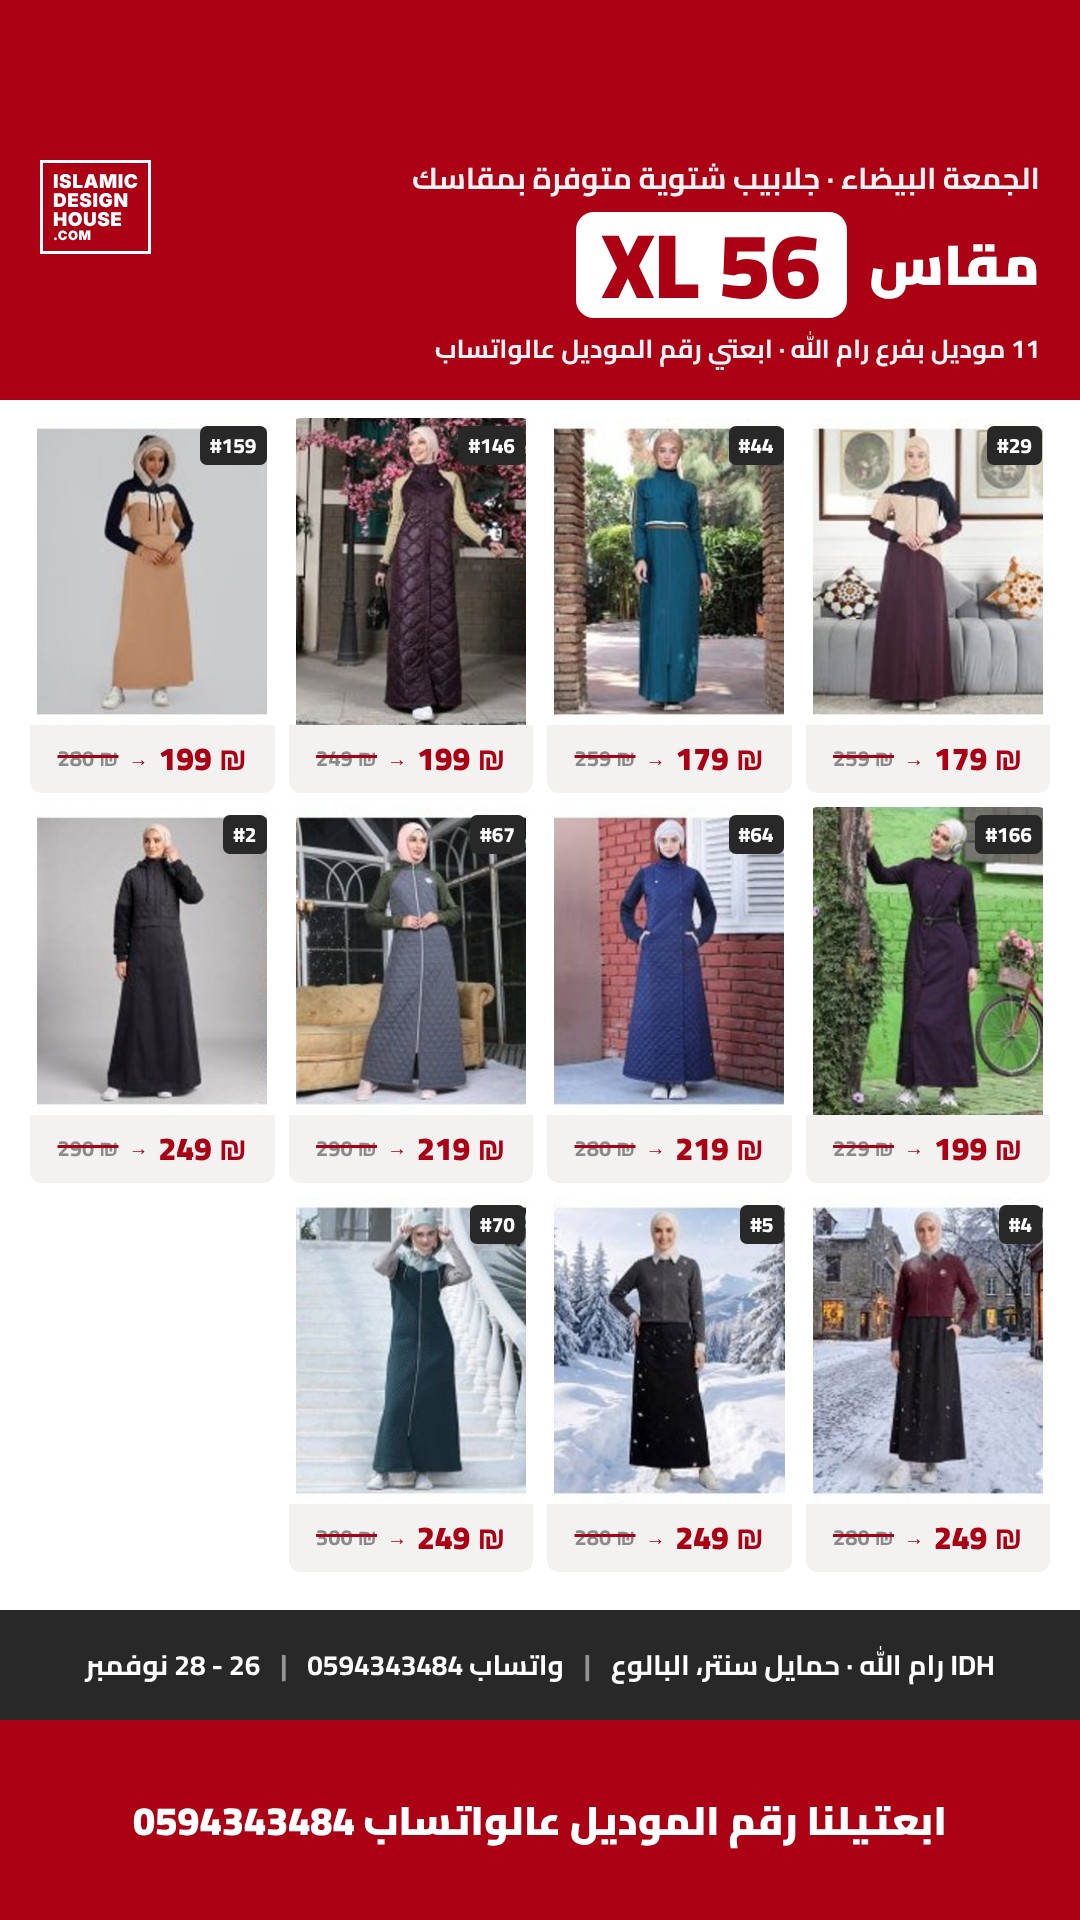 ISLAMIC
DESIGN
HOUSE
.COM
الجمعة البيضاء · جلابيب شتوية متوفرة بمقاسك
مقاس XL 56
11 موديل بفرع رام الله · ابعتي رقم الموديل عالواتساب
#29
179 ₪ → 259 ₪
#44
179 ₪ → 259 ₪
#146
199 ₪ → 249 ₪
#159
199 ₪ → 280 ₪
#166
199 ₪ → 229 ₪
#64
219 ₪ → 280 ₪
#67
219 ₪ → 290 ₪
#2
249 ₪ → 290 ₪
#4
249 ₪ → 280 ₪
#5
249 ₪ → 280 ₪
#70
249 ₪ → 300 ₪
IDH رام الله · حمايل سنتر، البالوع | واتساب 0594343484 | 26 - 28 نوفمبر
ابعتيلنا رقم الموديل عالواتساب 0594343484